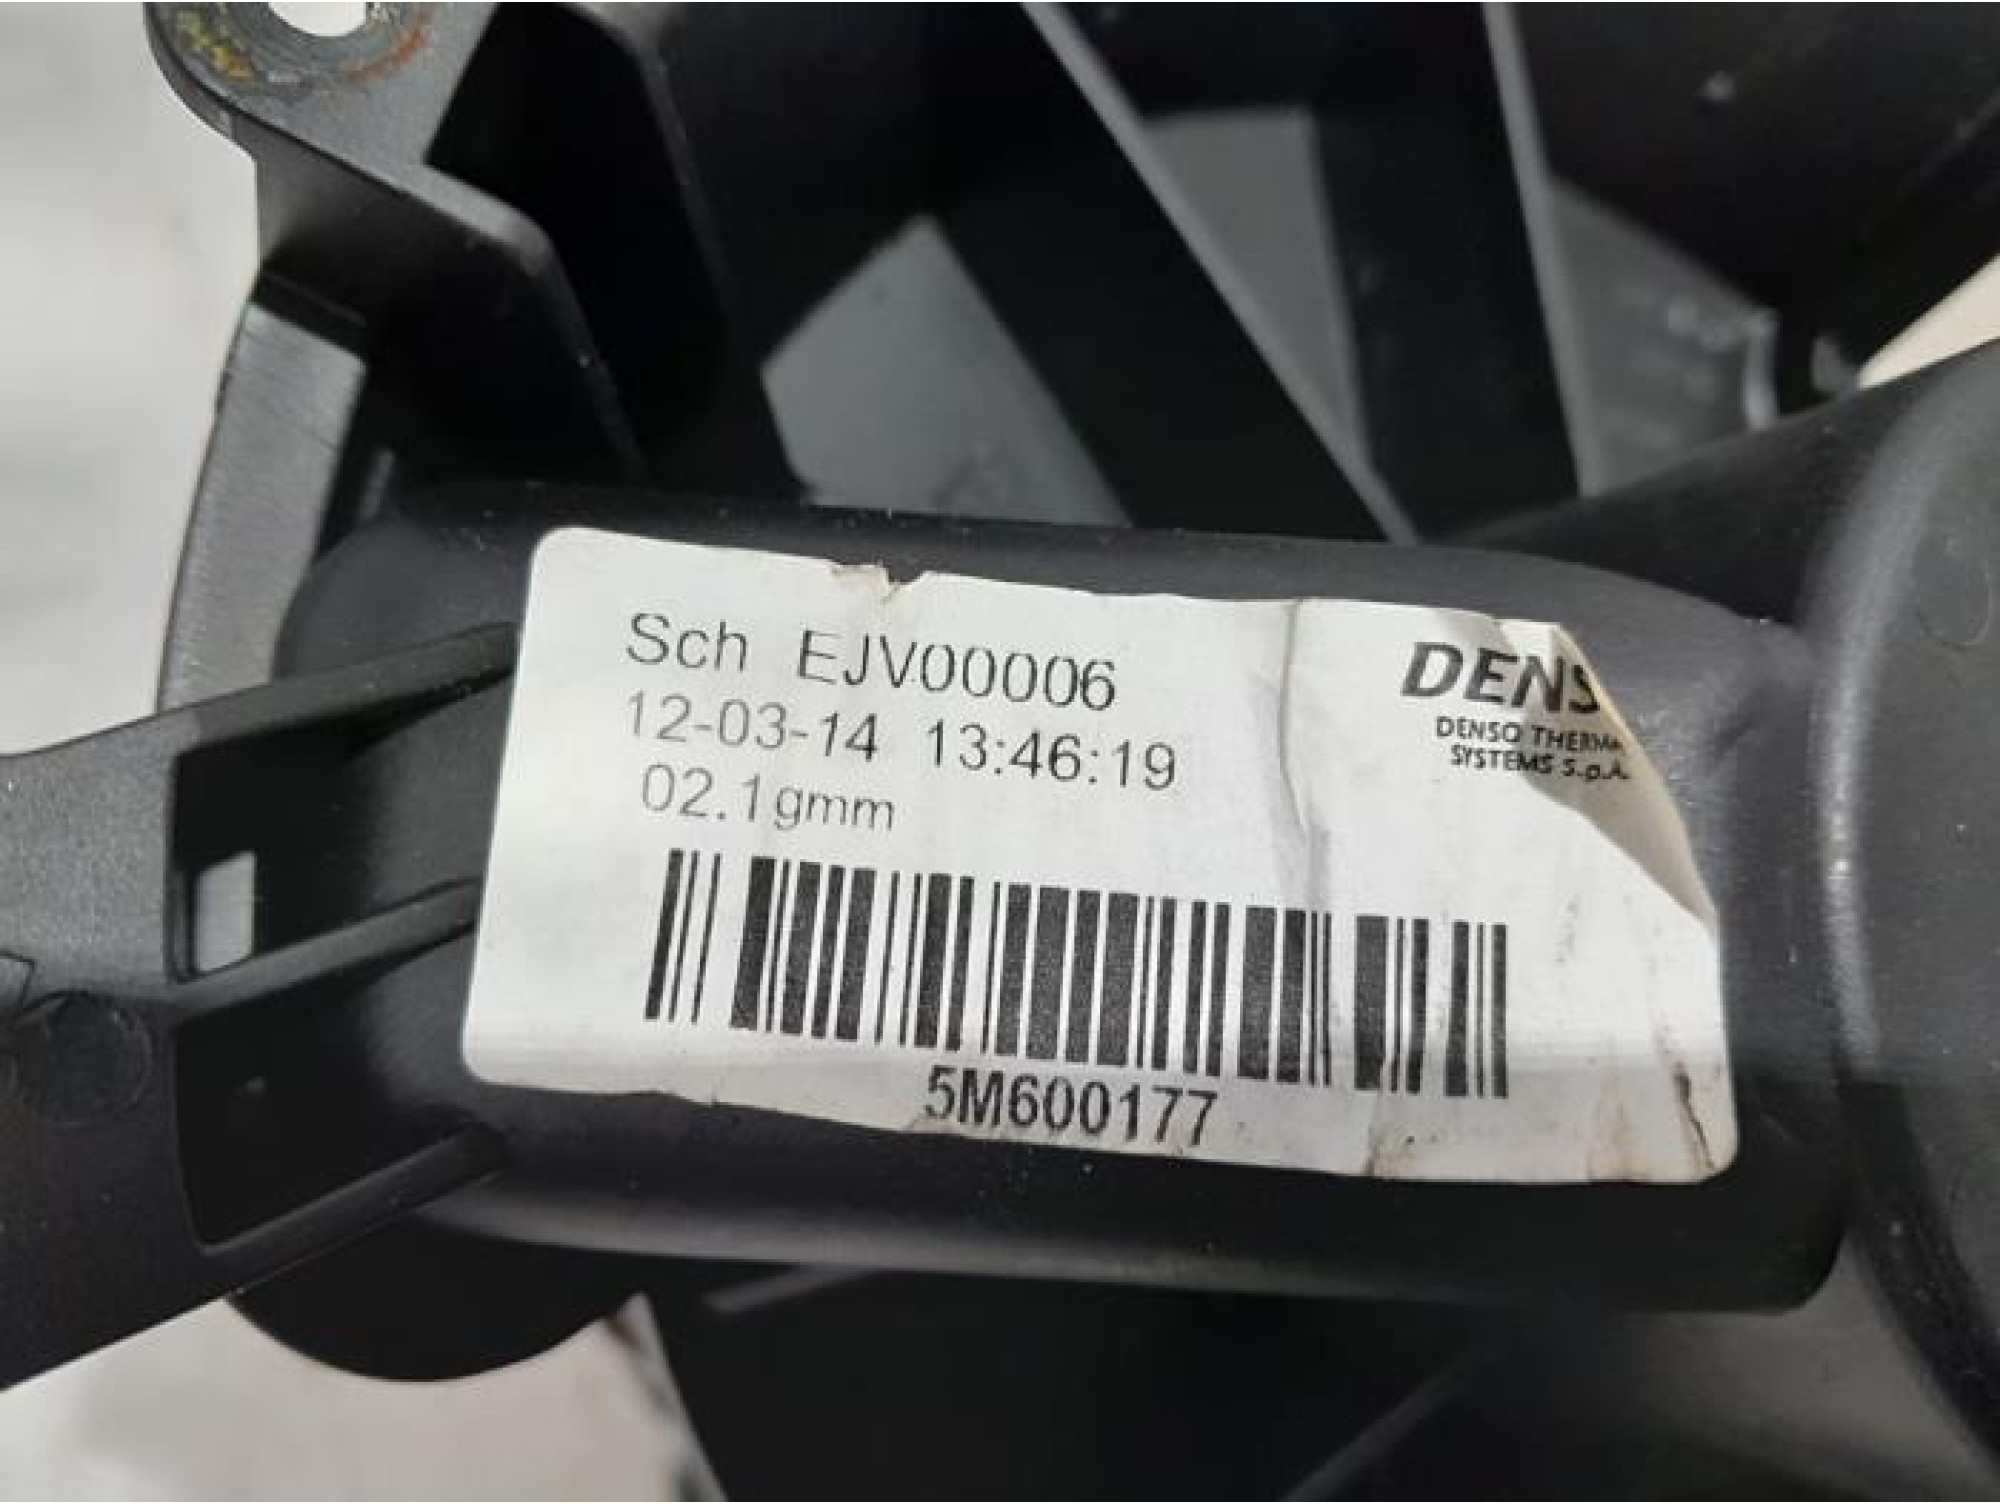 Sch EJV00006
12-03-14 13:46:19
02.1gmm
DENS
DENSO THERMA
SYSTEMS S.p.A.
5M600177